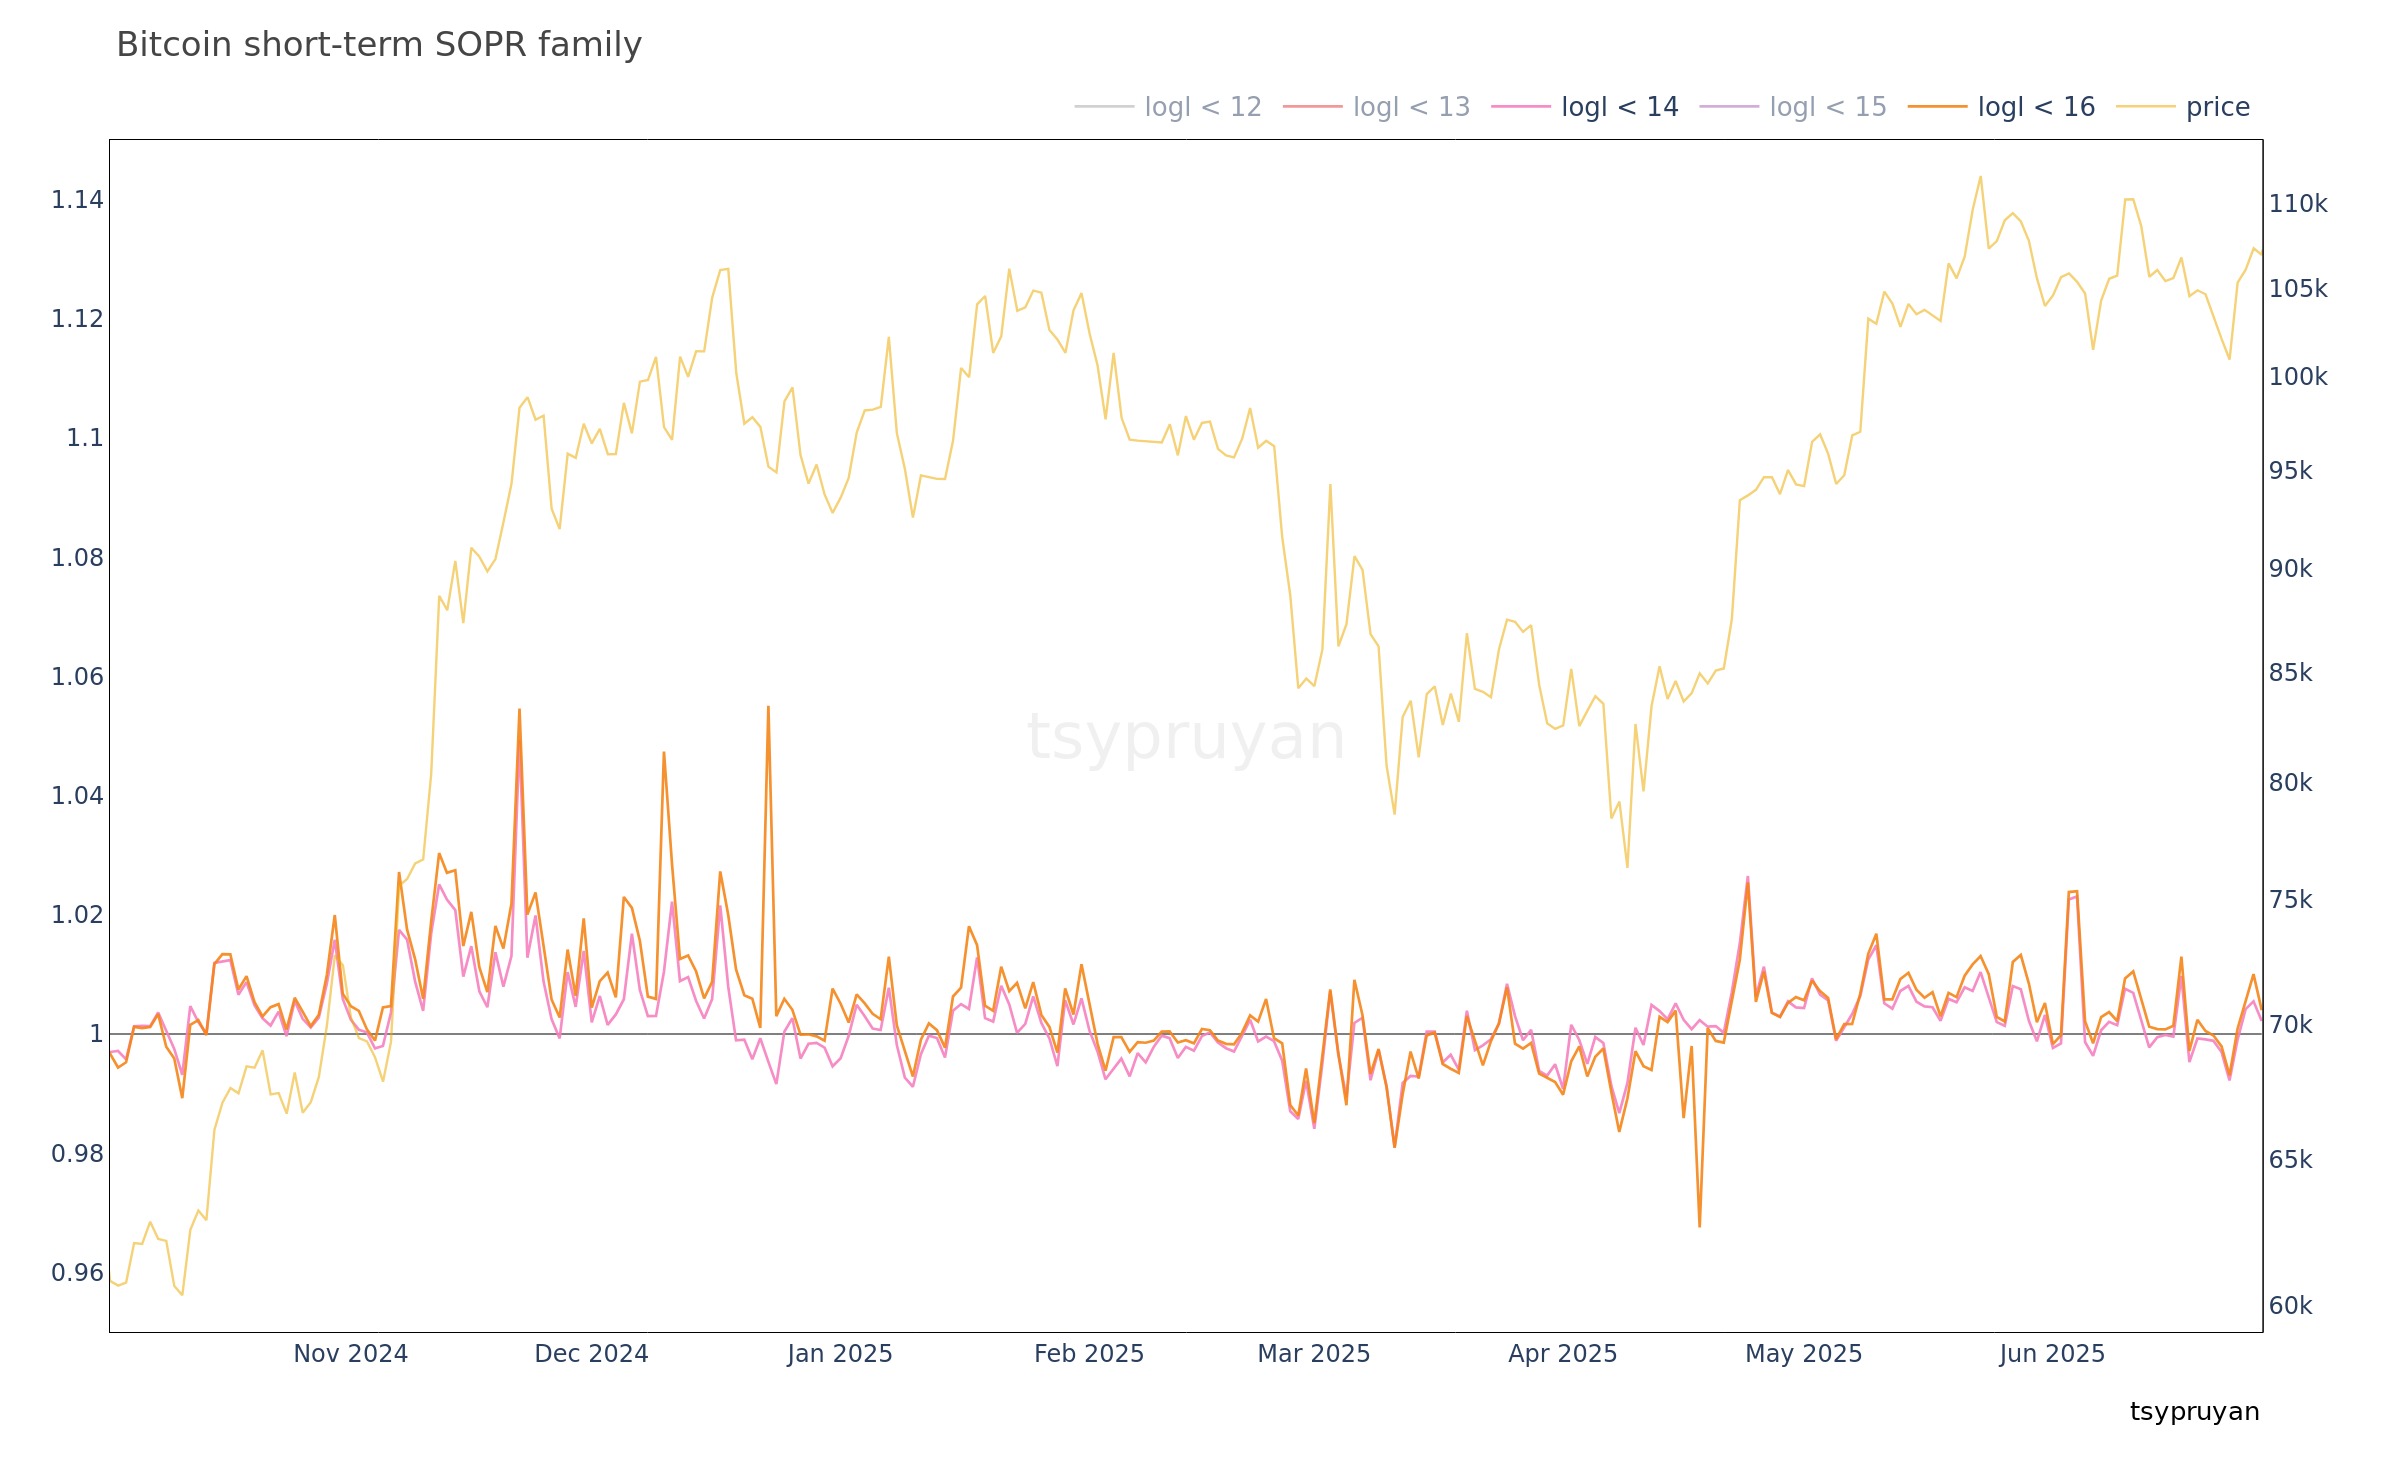 Bitcoin short-term SOPR family
logl < 12 logl < 13 logl < 14 logl < 15 logl < 16 price
1.14
1.12
1.1
1.08
1.06
1.04
1.02
1
0.98
0.96
110k
105k
100k
95k
90k
85k
80k
75k
70k
65k
60k
tsypruyan
Nov 2024 Dec 2024 Jan 2025 Feb 2025 Mar 2025 Apr 2025 May 2025 Jun 2025
tsypruyan